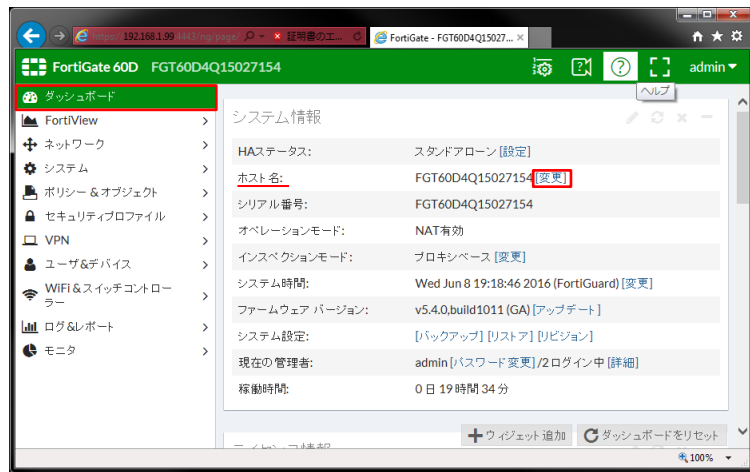 https://192.168.1.99:4443/ng/page/ 証明書のエ... FortiGate - FGT60D4Q15027...
FortiGate 60D FGT60D4Q15027154 admin
ヘルプ
ダッシュボード
FortiView
ネットワーク
システム
ポリシー & オブジェクト
セキュリティプロファイル
VPN
ユーザ&デバイス
WiFi & スイッチコントロー
ラー
ログ&レポート
モニタ
システム情報
HAステータス: スタンドアローン [設定]
ホスト名: FGT60D4Q15027154 [変更]
シリアル番号: FGT60D4Q15027154
オペレーションモード: NAT有効
インスペクションモード: プロキシベース [変更]
システム時間: Wed Jun 8 19:18:46 2016 (FortiGuard) [変更]
ファームウェア バージョン: v5.4.0,build1011 (GA) [アップデート]
システム設定: [バックアップ] [リストア] [リビジョン]
現在の管理者: admin [パスワード変更] /2 ログイン中 [詳細]
稼働時間: 0 日 19 時間 34 分
ウィジェット追加 ダッシュボードをリセット
100%